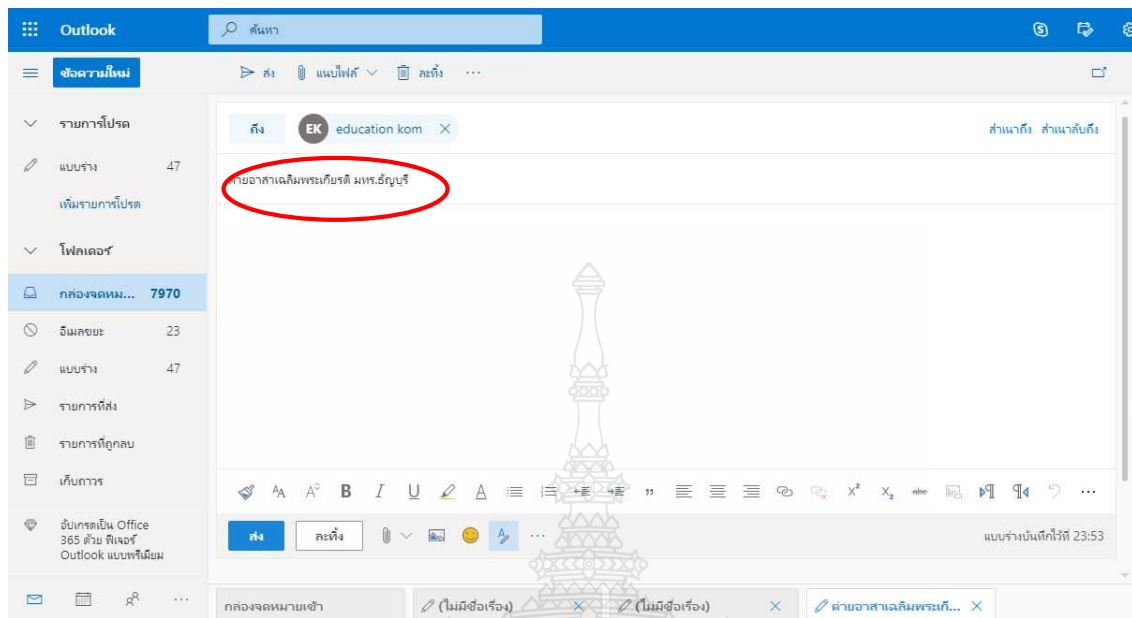 Outlook
ค้นหา
ข้อความใหม่
ส่ง แนบไฟล์ ละทิ้ง ...
รายการโปรด
ถึง EK education kom
สำเนาถึง สำเนาลับถึง
แบบร่าง 47
ค่ายอาสาเฉลิมพระเกียรติ มทร.ธัญบุรี
เพิ่มรายการโปรด
โฟลเดอร์
กล่องจดหม... 7970
อีเมลขยะ 23
แบบร่าง 47
รายการที่ส่ง
รายการที่ถูกลบ
เก็บถาวร
อัปเกรดเป็น Office
365 ด้วย ฟีเจอร์
Outlook แบบพรีเมียม
ส่ง ละทิ้ง
แบบร่างบันทึกไว้ที่ 23:53
กล่องจดหมายเข้า (ไม่มีชื่อเรื่อง) (ไม่มีชื่อเรื่อง) ค่ายอาสาเฉลิมพระเกี...